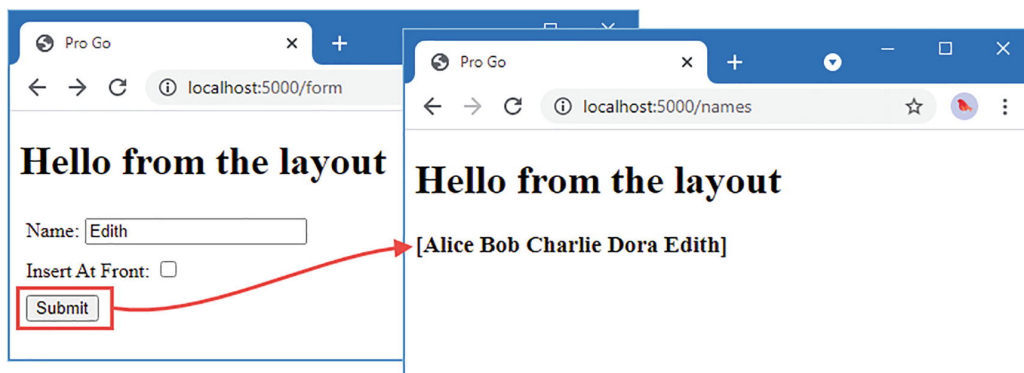 Pro Go
localhost:5000/form
Hello from the layout
Name: Edith
Insert At Front:
Submit
Pro Go
localhost:5000/names
Hello from the layout
[Alice Bob Charlie Dora Edith]